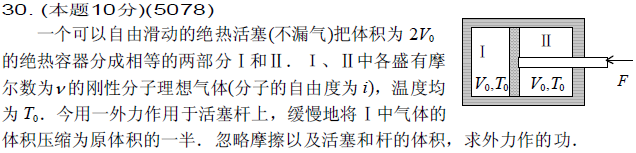 30. (本题10分)(5078)
一个可以自由滑动的绝热活塞(不漏气)把体积为 2V₀
的绝热容器分成相等的两部分Ⅰ和Ⅱ．Ⅰ、Ⅱ中各盛有摩
尔数为ν的刚性分子理想气体(分子的自由度为 i)，温度均
为 T₀．今用一外力作用于活塞杆上，缓慢地将Ⅰ中气体的
体积压缩为原体积的一半．忽略摩擦以及活塞和杆的体积，求外力作的功．
Ⅰ Ⅱ
V₀,T₀ V₀,T₀
F